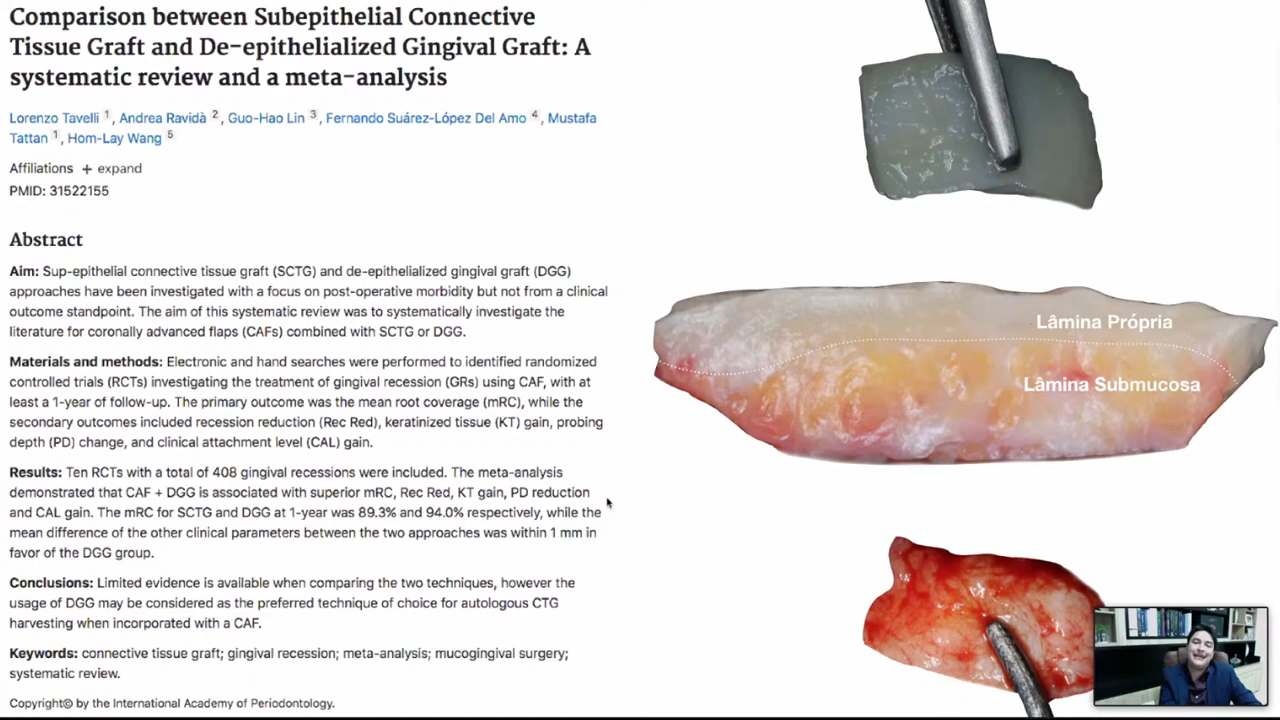 Comparison between Subepithelial Connective
Tissue Graft and De-epithelialized Gingival Graft: A
systematic review and a meta-analysis
Lorenzo Tavelli 1, Andrea Ravidà 2, Guo-Hao Lin 3, Fernando Suárez-López Del Amo 4, Mustafa
Tattan 1, Hom-Lay Wang 5
Affiliations + expand
PMID: 31522155
Abstract
Aim: Sup-epithelial connective tissue graft (SCTG) and de-epithelialized gingival graft (DGG)
approaches have been investigated with a focus on post-operative morbidity but not from a clinical
outcome standpoint. The aim of this systematic review was to systematically investigate the
literature for coronally advanced flaps (CAFs) combined with SCTG or DGG.
Materials and methods: Electronic and hand searches were performed to identified randomized
controlled trials (RCTs) investigating the treatment of gingival recession (GRs) using CAF, with at
least a 1-year of follow-up. The primary outcome was the mean root coverage (mRC), while the
secondary outcomes included recession reduction (Rec Red), keratinized tissue (KT) gain, probing
depth (PD) change, and clinical attachment level (CAL) gain.
Results: Ten RCTs with a total of 408 gingival recessions were included. The meta-analysis
demonstrated that CAF + DGG is associated with superior mRC, Rec Red, KT gain, PD reduction
and CAL gain. The mRC for SCTG and DGG at 1-year was 89.3% and 94.0% respectively, while the
mean difference of the other clinical parameters between the two approaches was within 1 mm in
favor of the DGG group.
Conclusions: Limited evidence is available when comparing the two techniques, however the
usage of DGG may be considered as the preferred technique of choice for autologous CTG
harvesting when incorporated with a CAF.
Keywords: connective tissue graft; gingival recession; meta-analysis; mucogingival surgery;
systematic review.
Copyright© by the International Academy of Periodontology.
Lâmina Própria
Lâmina Submucosa